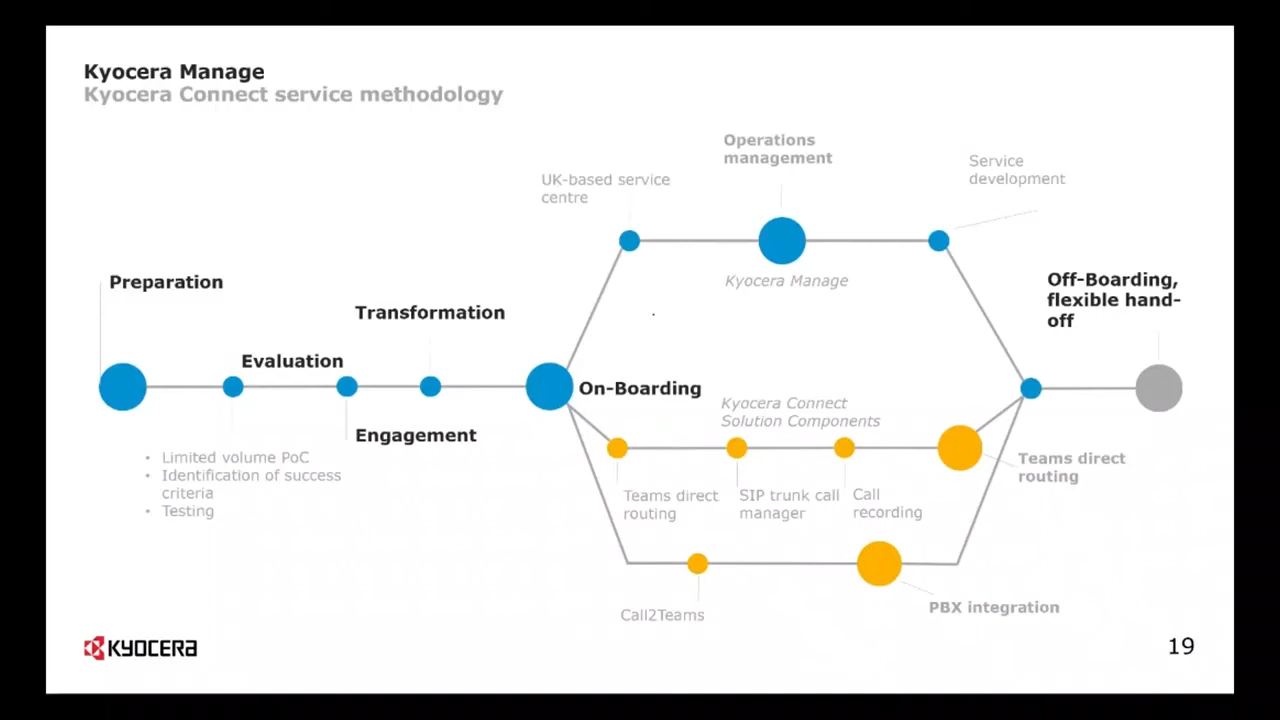 Kyocera Manage
Kyocera Connect service methodology
Operations
management
Service
development
UK-based service
centre
Kyocera Manage
Preparation
Off-Boarding,
flexible hand-
off
Transformation
Evaluation
On-Boarding
Kyocera Connect
Solution Components
Engagement
• Limited volume PoC
• Identification of success
criteria
• Testing
Teams direct
routing
Teams direct
routing
SIP trunk call
manager
Call
recording
Call2Teams
PBX integration
KYOCERA
19